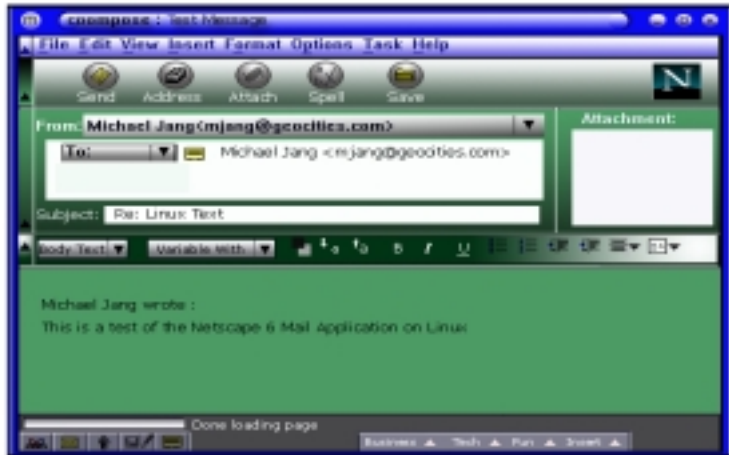 coompose : Test Message
File Edit View Insert Format Options Task Help
Send Address Attach Spell Save
N
From: Michael Jang<mjang@geocities.com>
Attachment:
To: Michael Jang <mjang@geocities.com>
Subject: Re: Linux Text
Body Text Variable With a a B I U
Michael Jang wrote :
This is a test of the Netscape 6 Mail Application on Linux
Done loading page
Business Tech Fun Insert